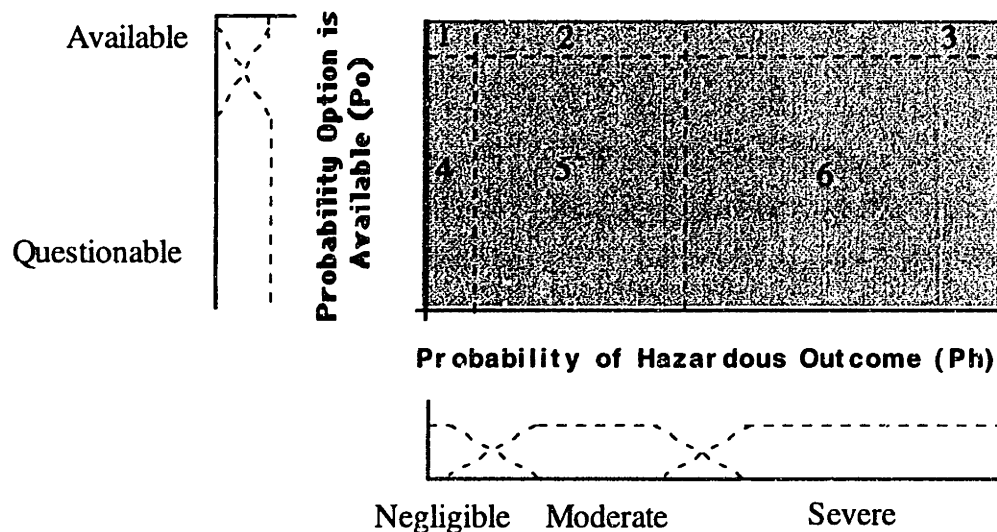 Available
Questionable
Probability Option is
Available (Po)
1 2 3
4 5 6
Probability of Hazardous Outcome (Ph)
Negligible Moderate Severe